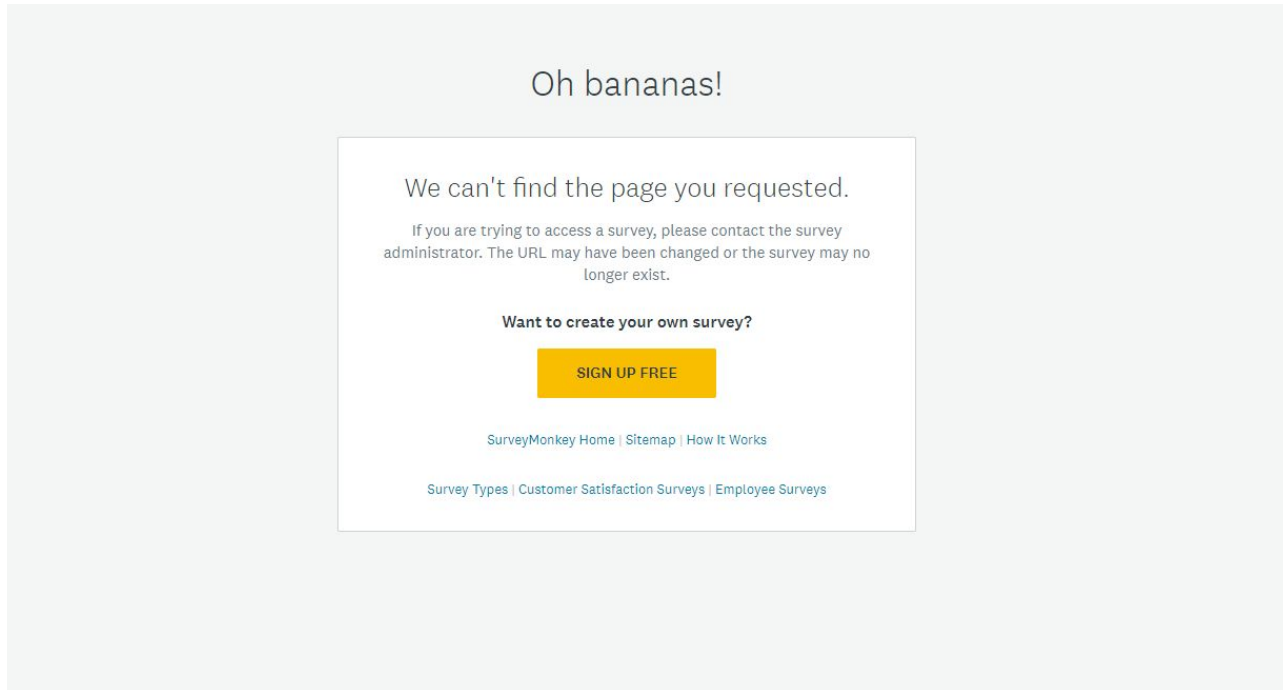 Oh bananas!
We can't find the page you requested.
If you are trying to access a survey, please contact the survey
administrator. The URL may have been changed or the survey may no
longer exist.
Want to create your own survey?
SIGN UP FREE
SurveyMonkey Home | Sitemap | How It Works
Survey Types | Customer Satisfaction Surveys | Employee Surveys